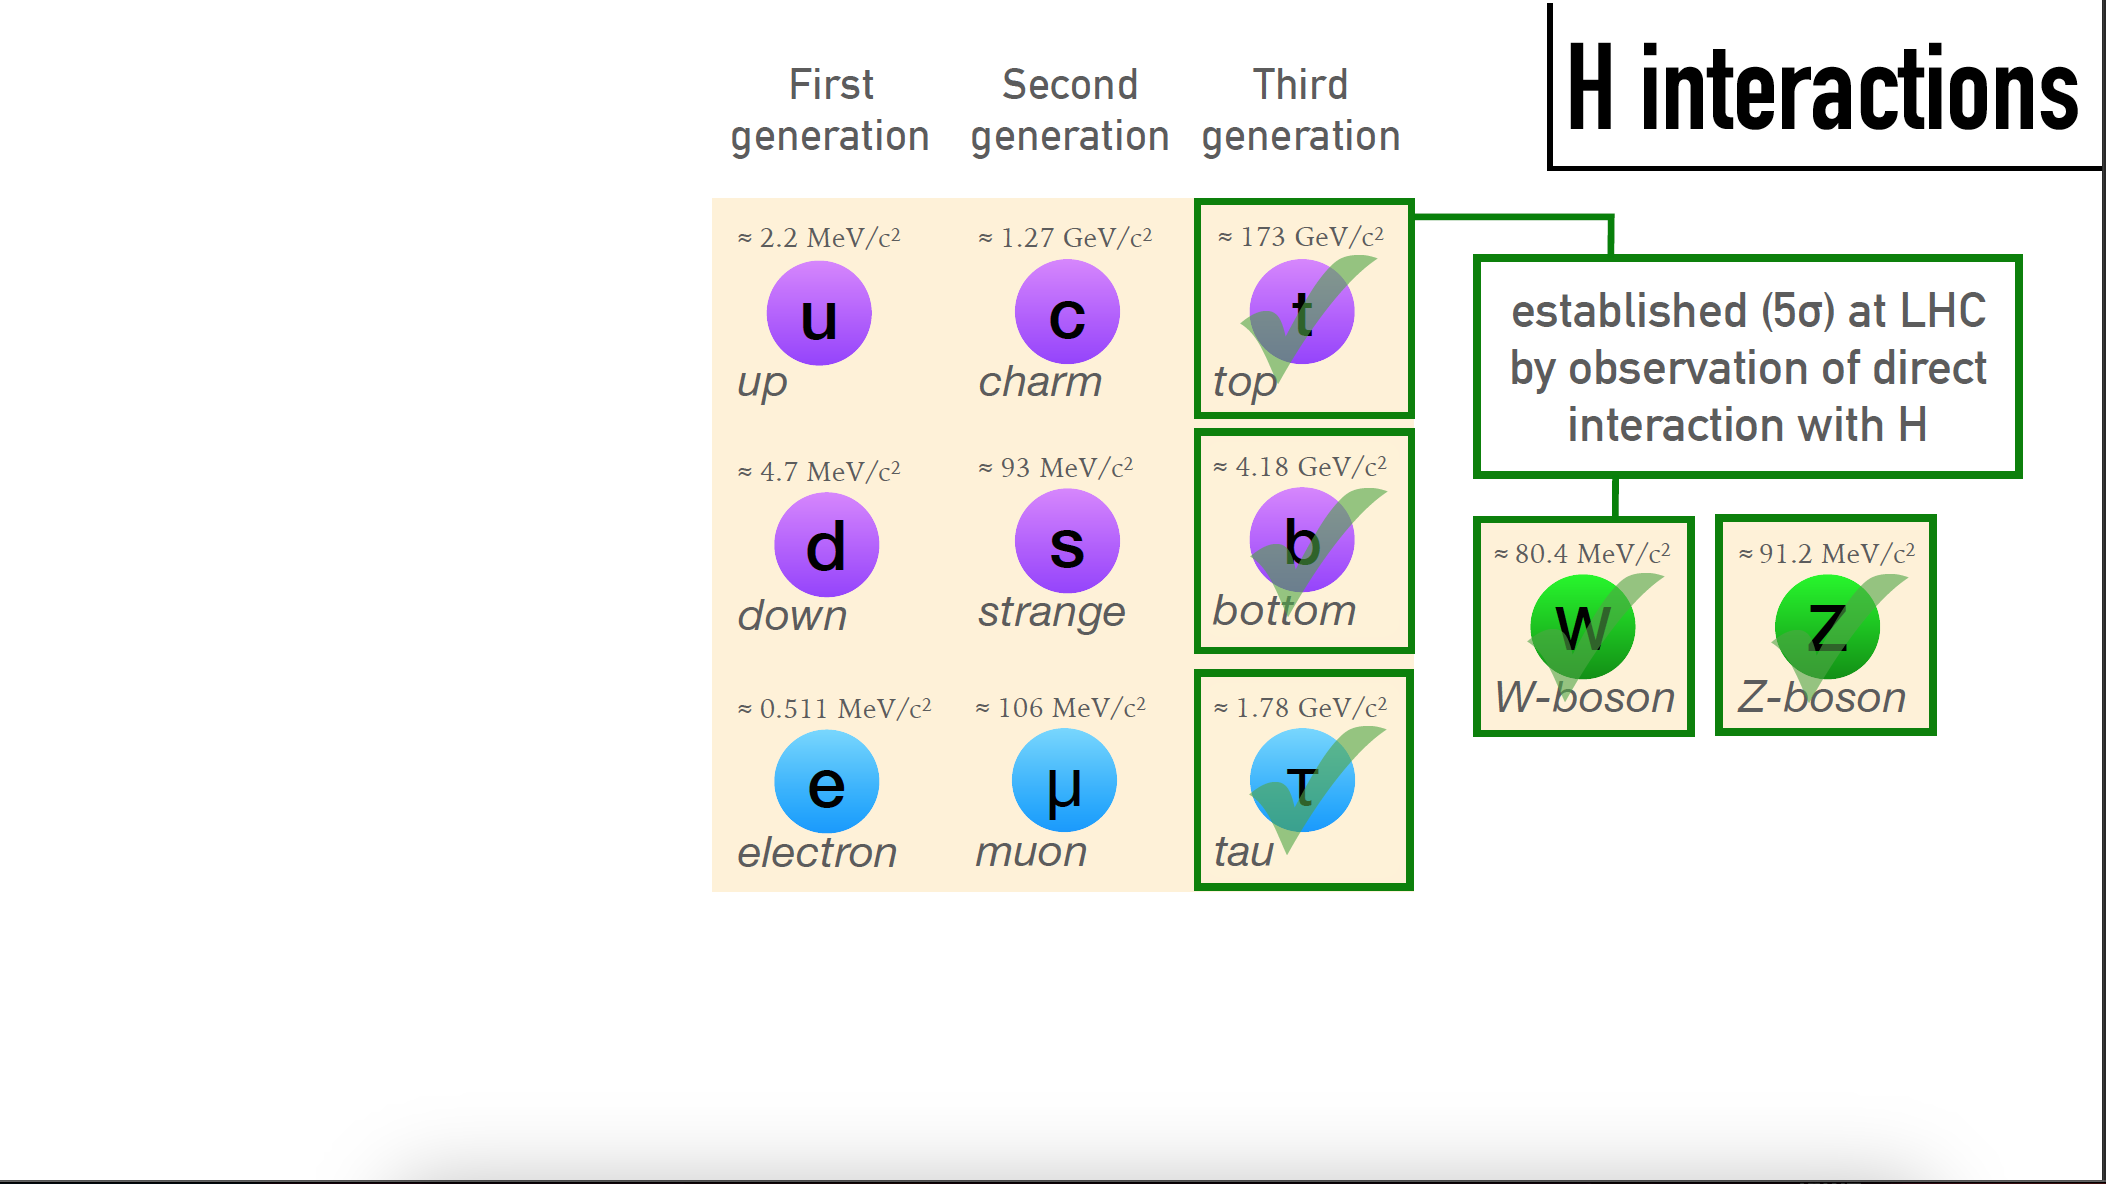 H interactions
First generation
Second generation
Third generation
≈ 2.2 MeV/c²
u
up
≈ 1.27 GeV/c²
c
charm
≈ 173 GeV/c²
t
top
≈ 4.7 MeV/c²
d
down
≈ 93 MeV/c²
s
strange
≈ 4.18 GeV/c²
b
bottom
≈ 0.511 MeV/c²
e
electron
≈ 106 MeV/c²
μ
muon
≈ 1.78 GeV/c²
τ
tau
established (5σ) at LHC
by observation of direct
interaction with H
≈ 80.4 MeV/c²
W
W-boson
≈ 91.2 MeV/c²
Z
Z-boson